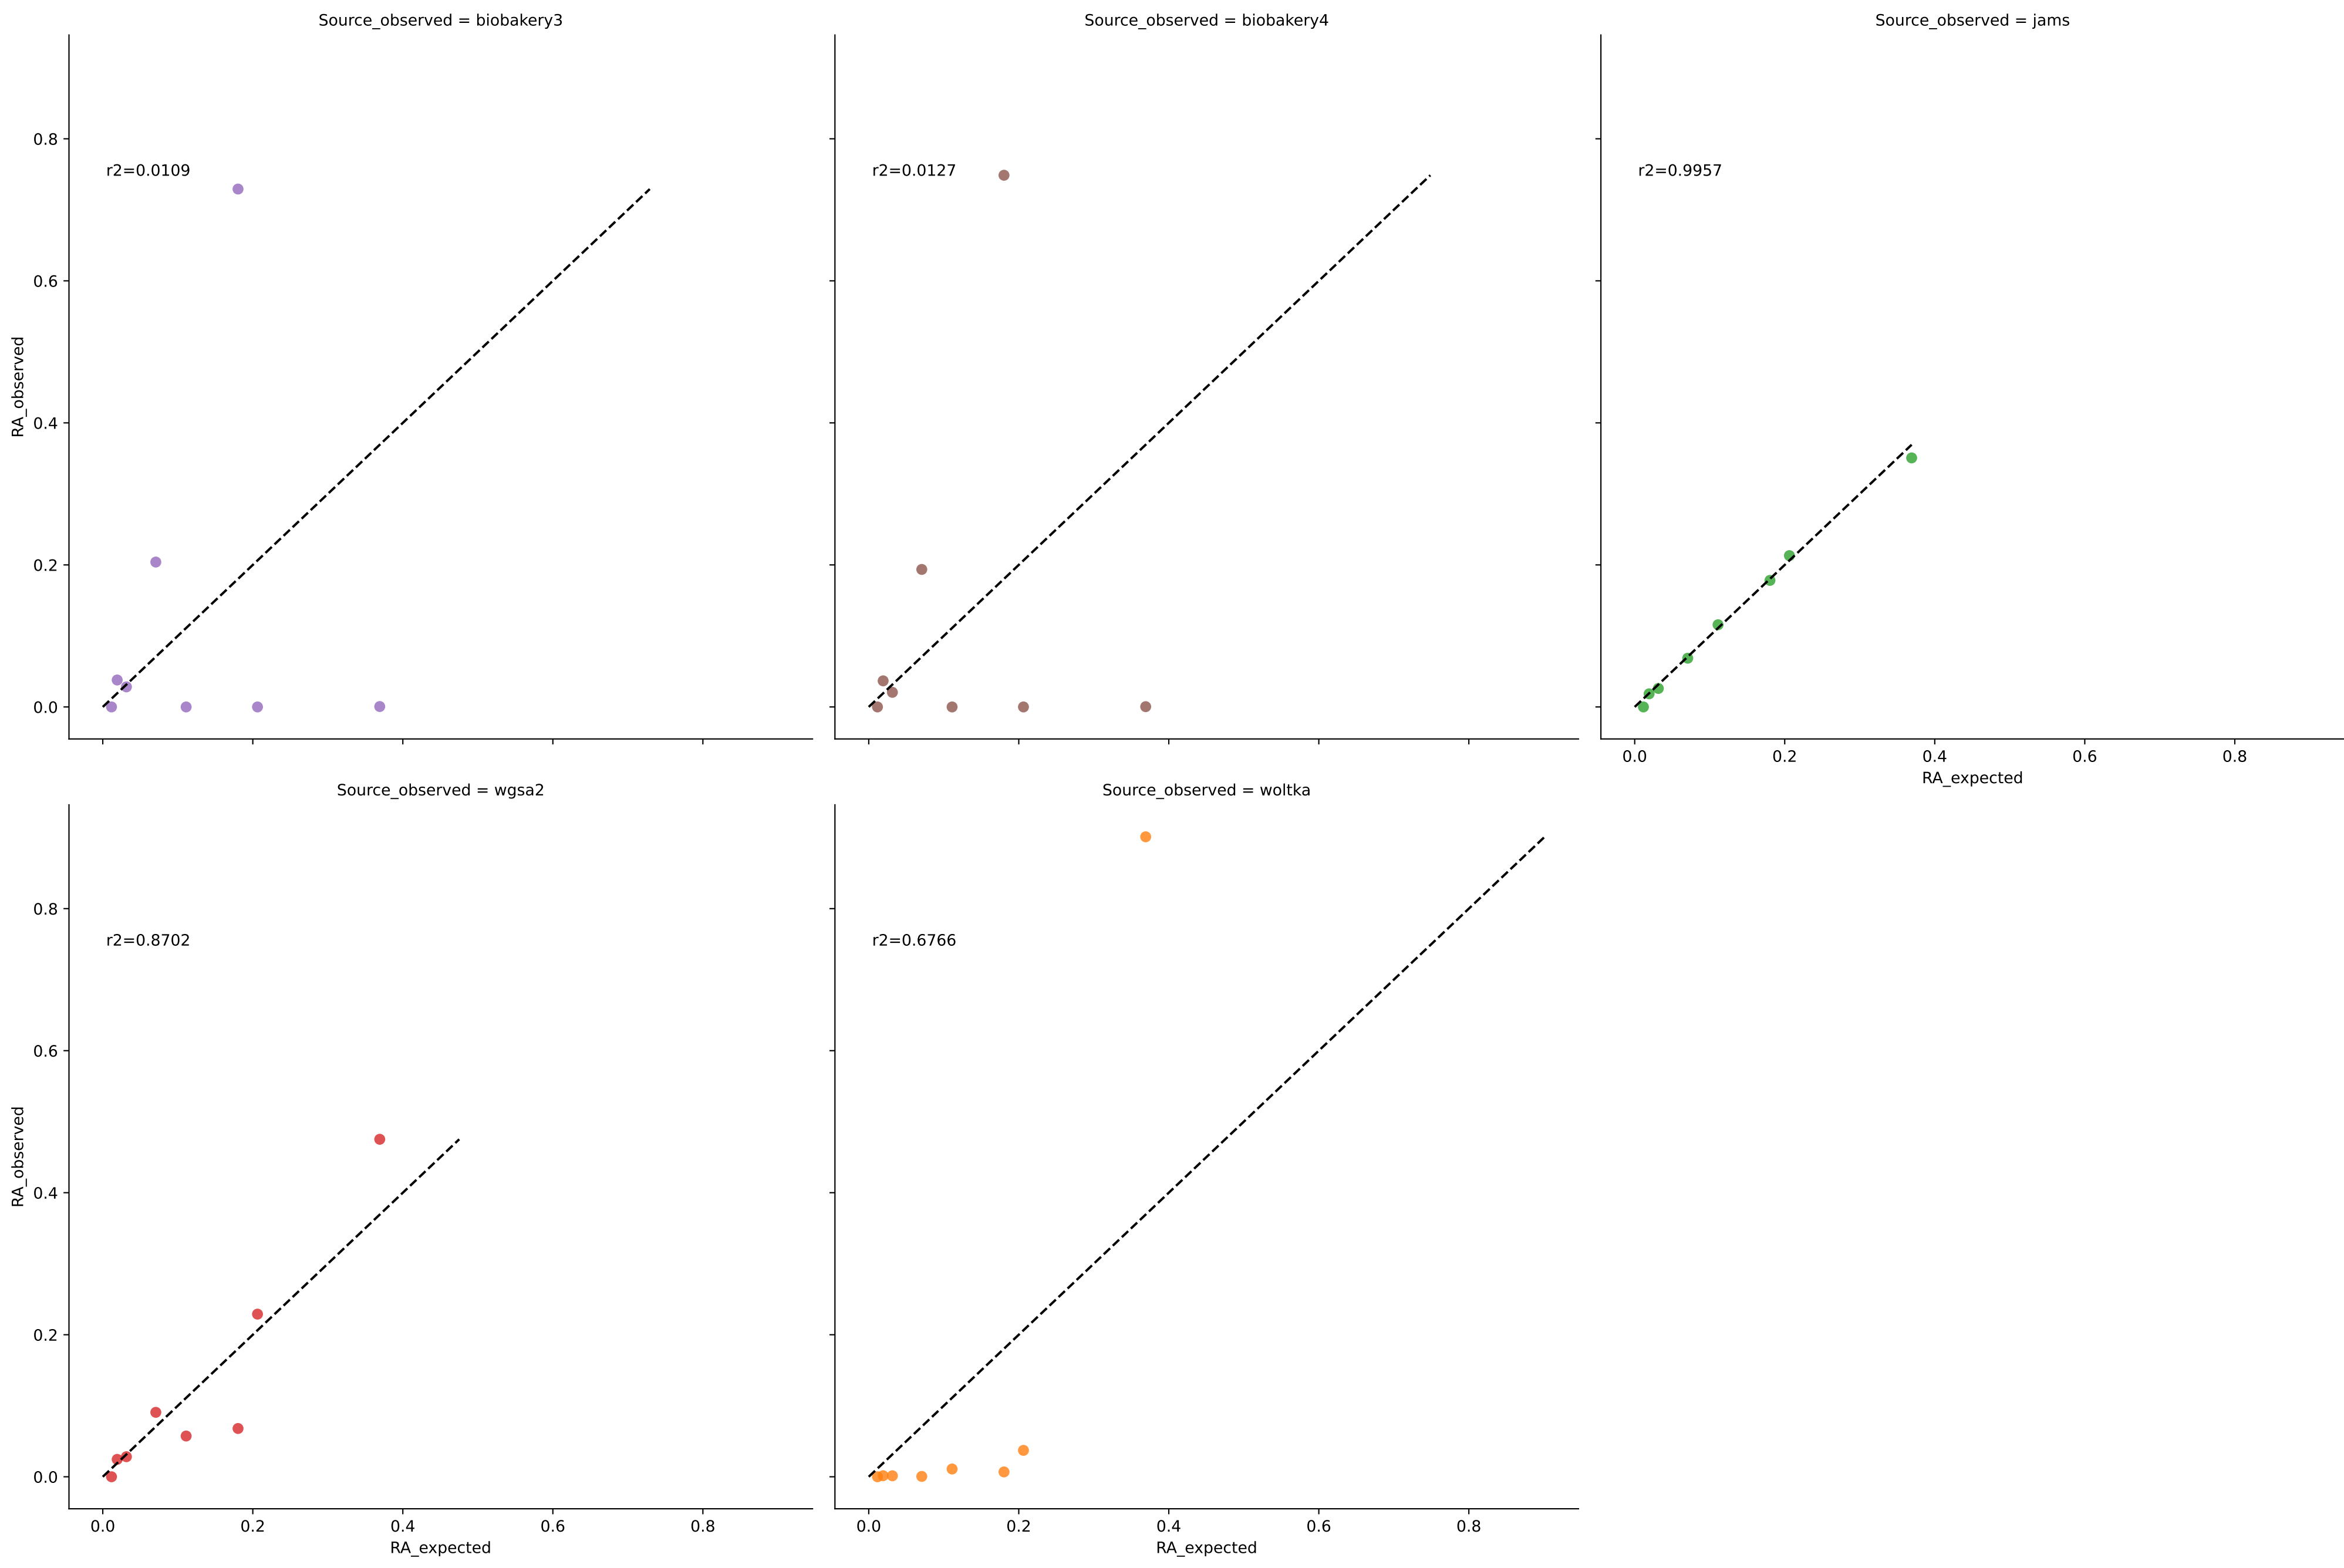 Source_observed = biobakery3
Source_observed = biobakery4
Source_observed = jams
0.8
r2=0.0109
r2=0.0127
r2=0.9957
0.6
RA_observed
0.4
0.2
0.0
0.0 0.2 0.4 0.6 0.8
RA_expected
Source_observed = wgsa2
Source_observed = woltka
0.8
r2=0.8702
r2=0.6766
0.6
RA_observed
0.4
0.2
0.0
0.0 0.2 0.4 0.6 0.8
0.0 0.2 0.4 0.6 0.8
RA_expected
RA_expected